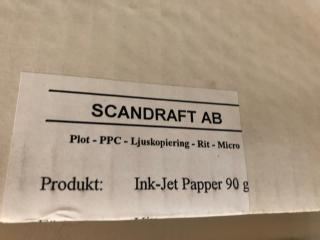 SCANDRAFT AB
Plot - PPC - Ljuskopiering - Rit - Micro
Produkt: Ink-Jet Papper 90 g